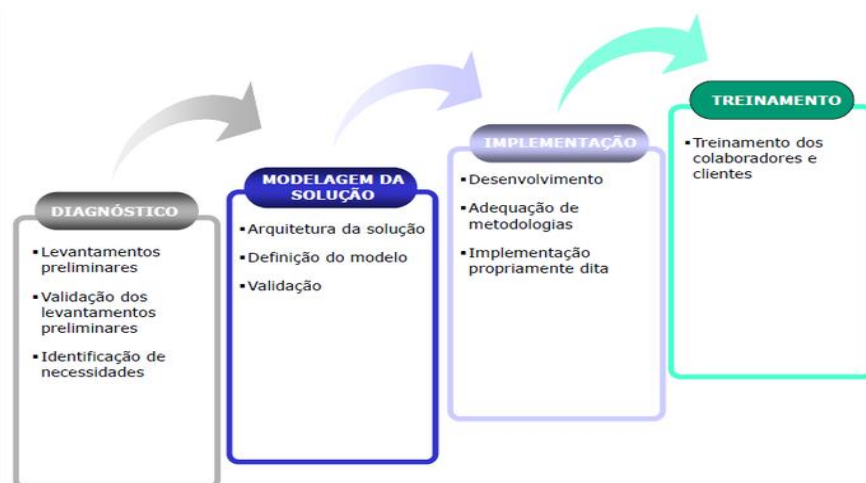 DIAGNÓSTICO
▪Levantamentos
preliminares
▪Validação dos
levantamentos
preliminares
▪Identificação de
necessidades
MODELAGEM DA
SOLUÇÃO
▪Arquitetura da solução
▪Definição do modelo
▪Validação
IMPLEMENTAÇÃO
▪Desenvolvimento
▪Adequação de
metodologias
▪Implementação
propriamente dita
TREINAMENTO
▪Treinamento dos
colaboradores e
clientes